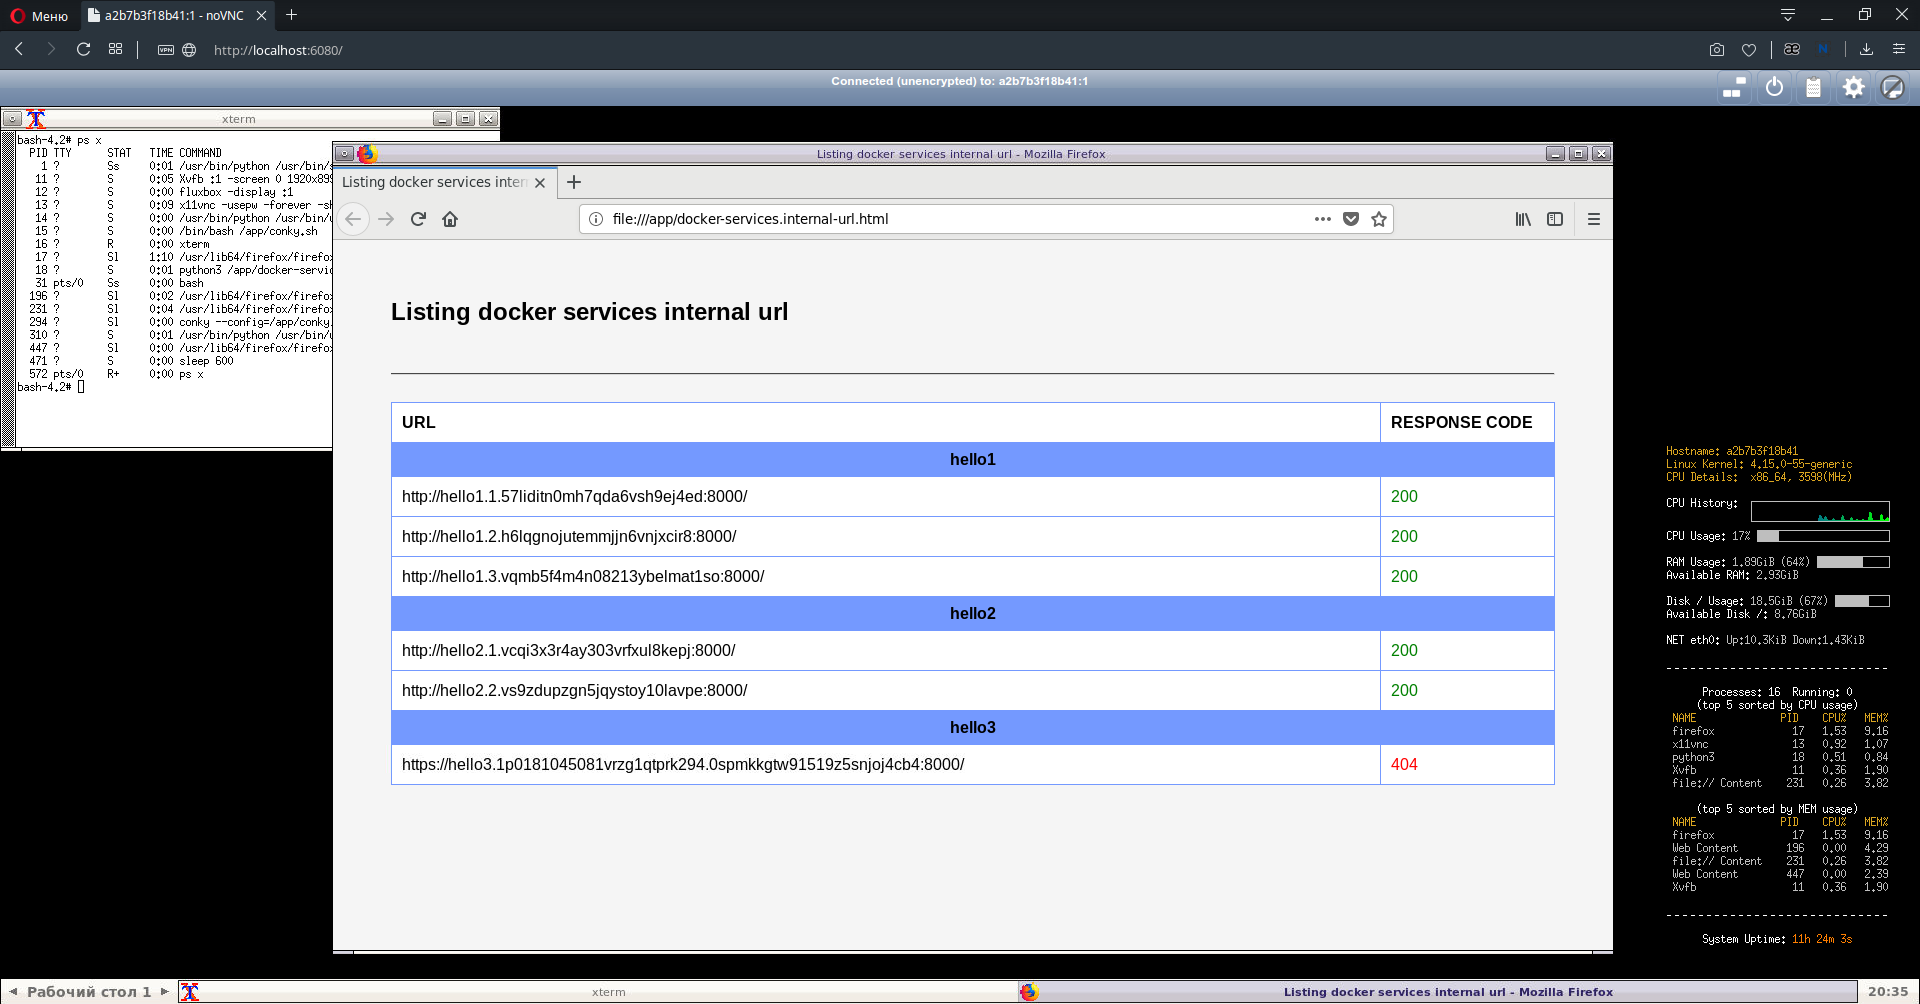 Меню
a2b7b3f18b41:1 - noVNC
VPN
http://localhost:6080/
Connected (unencrypted) to: a2b7b3f18b41:1
xterm
bash-4.2# ps x
PID TTY STAT TIME COMMAND
1 ? Ss 0:01 /usr/bin/python /usr/bin/
11 ? S 0:05 Xvfb :1 -screen 0 1920x89
12 ? S 0:00 fluxbox -display :1
13 ? S 0:09 x11vnc -usepw -forever -sh
14 ? S 0:00 /usr/bin/python /usr/bin/
15 ? S 0:00 /bin/bash /app/conky.sh
16 ? R 0:00 xterm
17 ? Sl 1:10 /usr/lib64/firefox/firefo
18 ? S 0:01 python3 /app/docker-servi
31 pts/0 Ss 0:00 bash
196 ? Sl 0:02 /usr/lib64/firefox/firefo
231 ? Sl 0:04 /usr/lib64/firefox/firefo
294 ? Sl 0:00 conky --config=/app/conky.
310 ? S 0:01 /usr/bin/python /usr/bin/
447 ? Sl 0:00 /usr/lib64/firefox/firefo
471 ? S 0:00 sleep 600
572 pts/0 R+ 0:00 ps x
bash-4.2#
Listing docker services internal url - Mozilla Firefox
Listing docker services inter
file:///app/docker-services.internal-url.html
Listing docker services internal url
URL RESPONSE CODE
hello1
http://hello1.1.57liditn0mh7qda6vsh9ej4ed:8000/ 200
http://hello1.2.h6lqgnojutemmjjn6vnjxcir8:8000/ 200
http://hello1.3.vqmb5f4m4n08213ybelmat1so:8000/ 200
hello2
http://hello2.1.vcqi3x3r4ay303vrfxul8kepj:8000/ 200
http://hello2.2.vs9zdupzgn5jqystoy10lavpe:8000/ 200
hello3
https://hello3.1p0181045081vrzg1qtprk294.0spmkkgtw91519z5snjoj4cb4:8000/ 404
Hostname: a2b7b3f18b41
Linux Kernel: 4.15.0-55-generic
CPU Details: x86_64, 3598(MHz)
CPU History:
CPU Usage: 17%
RAM Usage: 1.89GiB (64%)
Available RAM: 2.93GiB
Disk / Usage: 18.5GiB (67%)
Available Disk /: 8.76GiB
NET eth0: Up:10.3KiB Down:1.43KiB
-------------------------------------
Processes: 16 Running: 0
(top 5 sorted by CPU usage)
NAME PID CPU% MEM%
firefox 17 1.53 9.16
x11vnc 13 0.92 1.07
python3 18 0.51 0.84
Xvfb 11 0.36 1.90
file:// Content 231 0.26 3.82
(top 5 sorted by MEM usage)
NAME PID CPU% MEM%
firefox 17 1.53 9.16
Web Content 196 0.00 4.29
file:// Content 231 0.26 3.82
Web Content 447 0.00 2.39
Xvfb 11 0.36 1.90
-------------------------------------
System Uptime: 11h 24m 3s
Рабочий стол 1
xterm
Listing docker services internal url - Mozilla Firefox
20:35